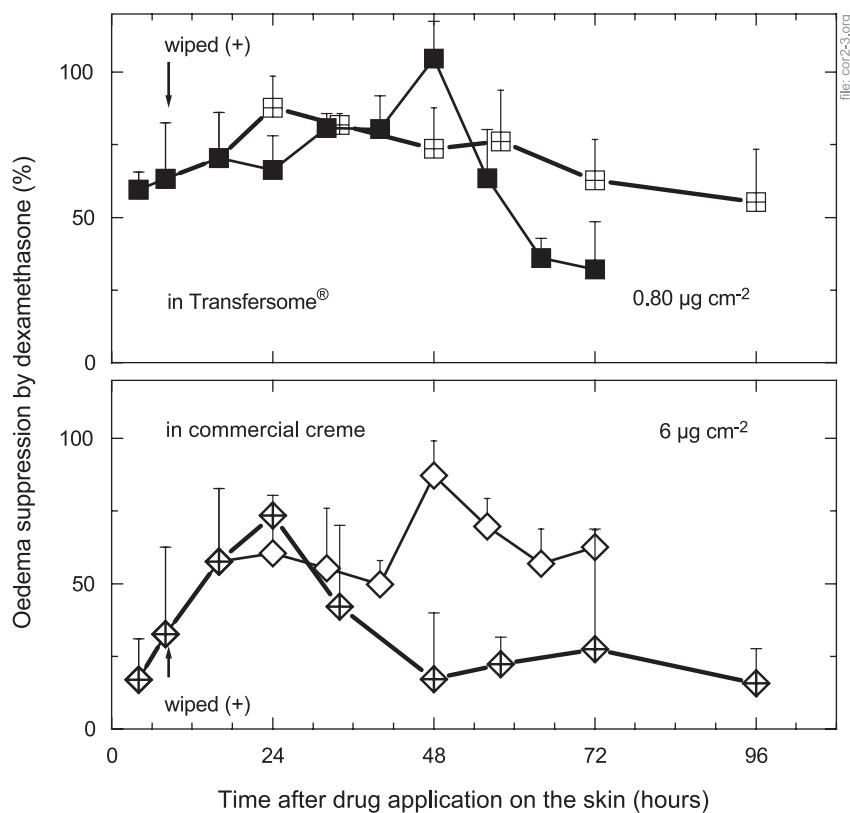 file: cor2-3.org
wiped (+)
100
50
0
in Transfersome®
0.80 µg cm-2
Oedema suppression by dexamethasone (%)
in commercial creme
6 µg cm-2
100
50
0
wiped (+)
0 24 48 72 96
Time after drug application on the skin (hours)